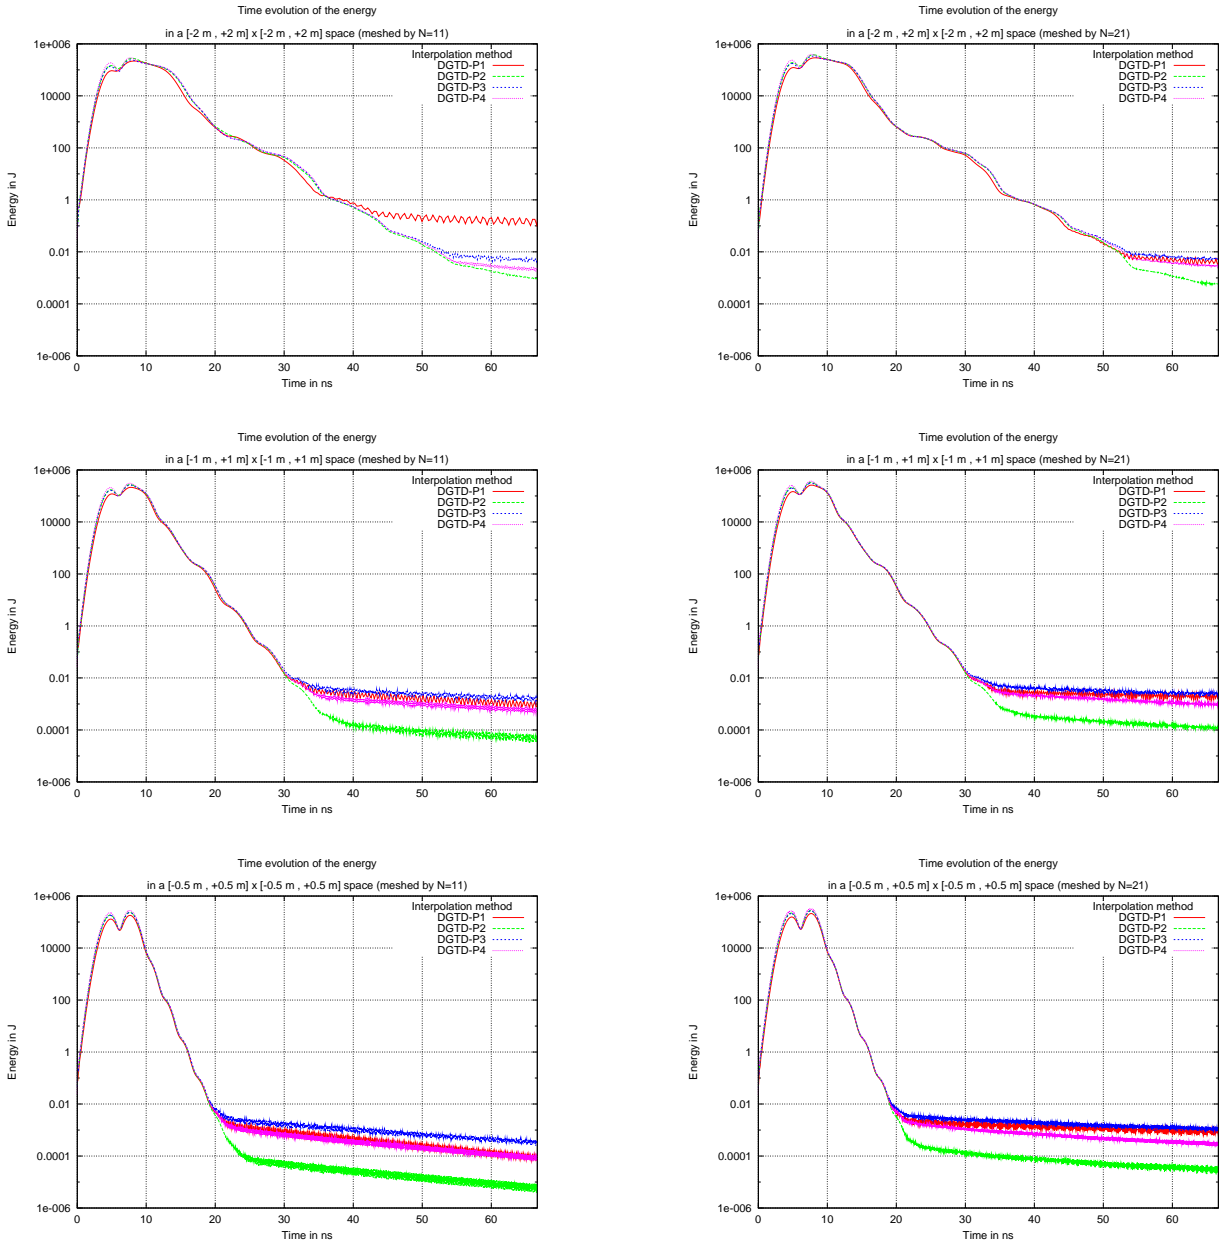 Time evolution of the energy
in a [-2 m , +2 m] x [-2 m , +2 m] space (meshed by N=11)
1e+006
10000
100
1
0.01
0.0001
1e-006
Energy in J
0 10 20 30 40 50 60
Time in ns
Interpolation method
DGTD-P1
DGTD-P2
DGTD-P3
DGTD-P4
Time evolution of the energy
in a [-2 m , +2 m] x [-2 m , +2 m] space (meshed by N=21)
1e+006
10000
100
1
0.01
0.0001
1e-006
Energy in J
0 10 20 30 40 50 60
Time in ns
Interpolation method
DGTD-P1
DGTD-P2
DGTD-P3
DGTD-P4
Time evolution of the energy
in a [-1 m , +1 m] x [-1 m , +1 m] space (meshed by N=11)
1e+006
10000
100
1
0.01
0.0001
1e-006
Energy in J
0 10 20 30 40 50 60
Time in ns
Interpolation method
DGTD-P1
DGTD-P2
DGTD-P3
DGTD-P4
Time evolution of the energy
in a [-1 m , +1 m] x [-1 m , +1 m] space (meshed by N=21)
1e+006
10000
100
1
0.01
0.0001
1e-006
Energy in J
0 10 20 30 40 50 60
Time in ns
Interpolation method
DGTD-P1
DGTD-P2
DGTD-P3
DGTD-P4
Time evolution of the energy
in a [-0.5 m , +0.5 m] x [-0.5 m , +0.5 m] space (meshed by N=11)
1e+006
10000
100
1
0.01
0.0001
1e-006
Energy in J
0 10 20 30 40 50 60
Time in ns
Interpolation method
DGTD-P1
DGTD-P2
DGTD-P3
DGTD-P4
Time evolution of the energy
in a [-0.5 m , +0.5 m] x [-0.5 m , +0.5 m] space (meshed by N=21)
1e+006
10000
100
1
0.01
0.0001
1e-006
Energy in J
0 10 20 30 40 50 60
Time in ns
Interpolation method
DGTD-P1
DGTD-P2
DGTD-P3
DGTD-P4